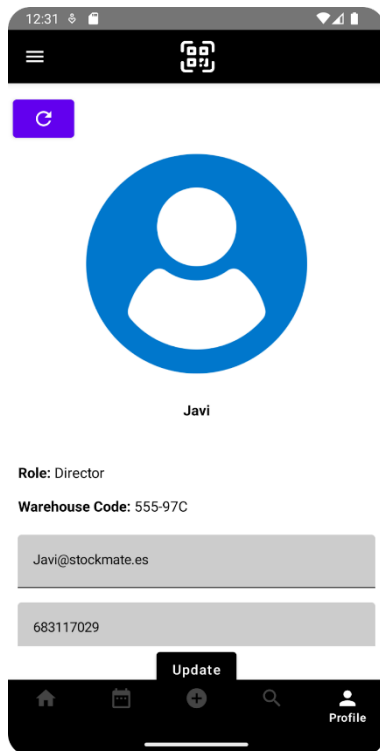 12:31
Javi
Role: Director
Warehouse Code: 555-97C
Javi@stockmate.es
683117029
Update
Profile